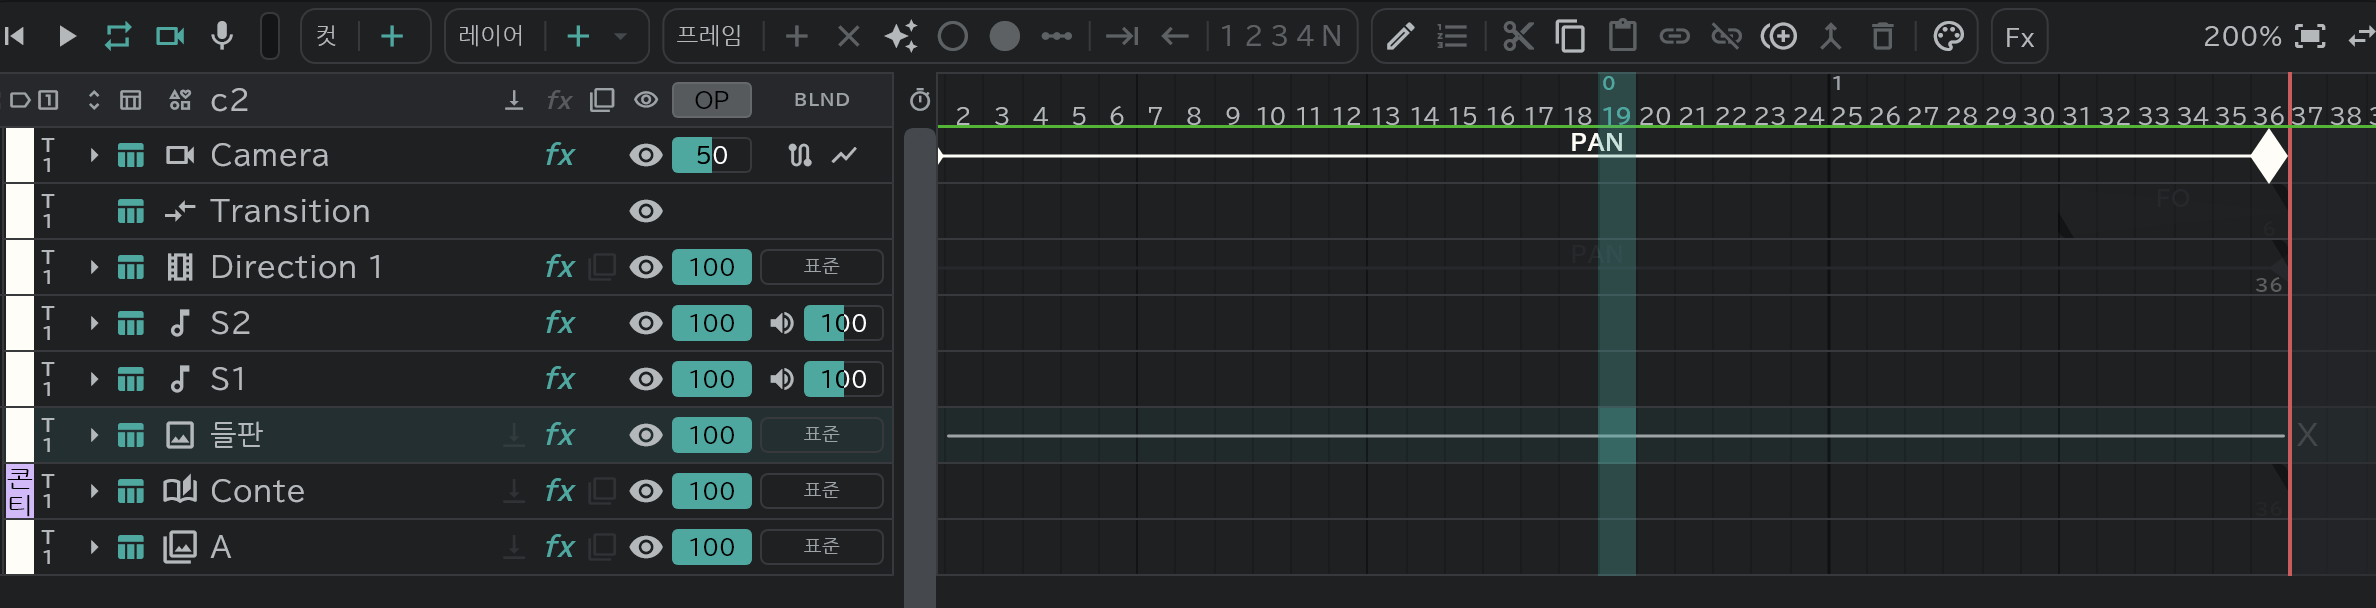 컷 레이어 프레임 1 2 3 4 N Fx 200%
1 c2 fx OP BLND
0 1
2 3 4 5 6 7 8 9 10 11 12 13 14 15 16 17 18 19 20 21 22 23 24 25 26 27 28 29 30 31 32 33 34 35 36 37 38
T 1 Camera fx 50 PAN
T 1 Transition FO 6
T 1 Direction 1 fx 100 표준 PAN 36
T 1 S2 fx 100 100
T 1 S1 fx 100 100
T 1 들판 fx 100 표준 X
콘티 T 1 Conte fx 100 표준 36
T 1 A fx 100 표준